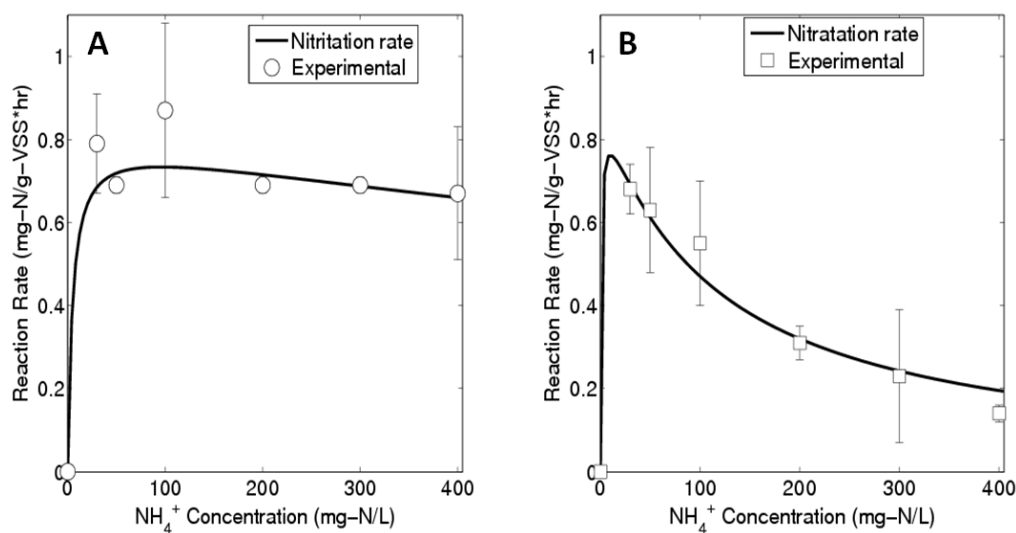 A
Nitritation rate
Experimental
Reaction Rate (mg–N/g–VSS*hr)
1
0.8
0.6
0.4
0.2
0
0 100 200 300 400
NH4+ Concentration (mg–N/L)
B
Nitratation rate
Experimental
Reaction Rate (mg–N/g–VSS*hr)
1
0.8
0.6
0.4
0.2
0
0 100 200 300 400
NH4+ Concentration (mg–N/L)